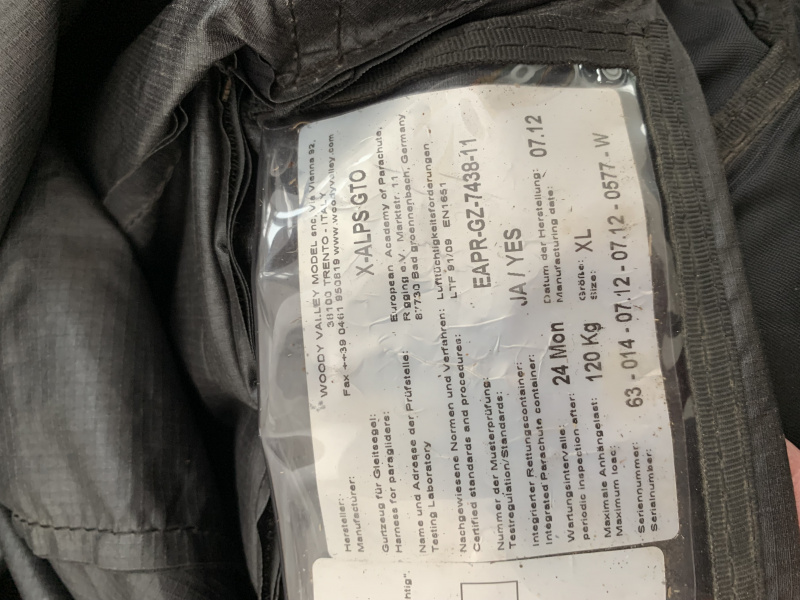 Hersteller:
Manufacturer:
WOODY VALLEY MODEL snc, Via Vienna 92,
38100 TRENTO - ITALY
Fax ++39 0461 950819 www.woodyvalley.com
Gurtzeug für Gleitsegel:
Harness for paragliders:
X-ALPS GTO
Name und Adresse der Prüfstelle:
Testing Laboratory
European Academy of Parachute,
Rigging e.V. Marktstr. 11
87730 Bad groennenbach, Germany
Nachgewiesene Normen und Verfahren:
Certified standards and procedures:
Lufttüchtigkeitsforderungen
LTF 91/09 EN1651
Nummer der Musterprüfung:
Testregulation/Standards:
EAPR-GZ-7438-11
Integrierter Rettungscontainer:
Integrated Parachute container:
JA / YES
Wartungsintervalle:
periodic inspection after:
24 Mon
Datum der Herstellung:
Manufacturing date:
07.12
Maximale Anhängelast:
Maximum load:
120 Kg
Größe:
Size:
XL
Seriennummer:
Serialnumber:
63 - 014 - 07.12 - 07.12 - 0577 - W